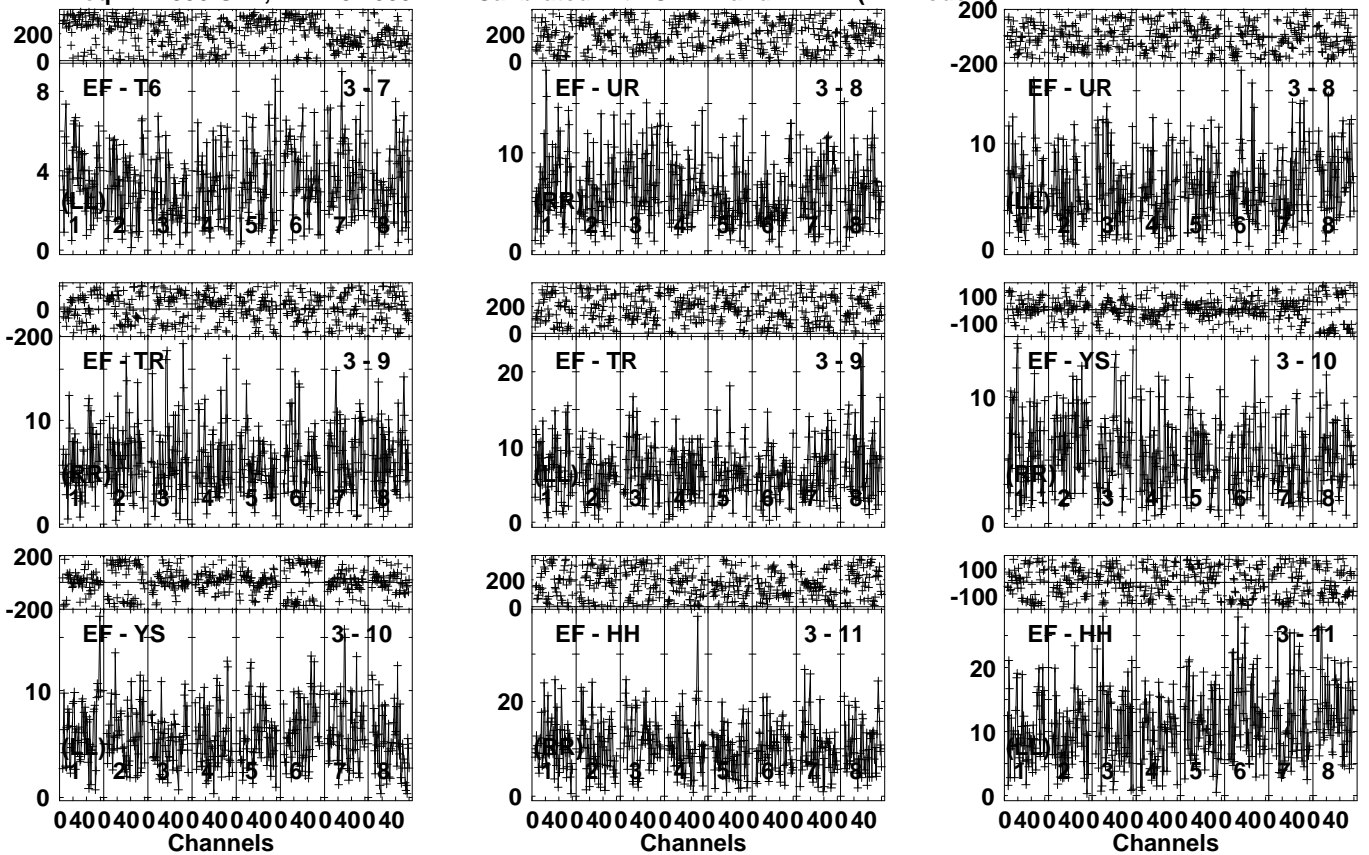 200 0
200 0
200 -200
8 4 0 EF - T6 3 - 7 (LL) 1 2 3 4 5 6 7 8
10 0 EF - UR 3 - 8 (RR) 1 2 3 4 5 6 7 8
10 0 EF - UR 3 - 8 (LL) 1 2 3 4 5 6 7 8
0 -200
200 0
100 -100
10 0 EF - TR 3 - 9 (RR) 1 2 3 4 5 6 7 8
20 10 0 EF - TR 3 - 9 (LL) 1 2 3 4 5 6 7 8
10 0 EF - YS 3 - 10 (RR) 1 2 3 4 5 6 7 8
200 -200
200 0
100 -100
10 0 EF - YS 3 - 10 (LL) 1 2 3 4 5 6 7 8
20 0 EF - HH 3 - 11 (RR) 1 2 3 4 5 6 7 8
20 10 0 EF - HH 3 - 11 (LL) 1 2 3 4 5 6 7 8
0 40 0 40 0 40 0 40 0 40 0 40 0 40 0 40
Channels
0 40 0 40 0 40 0 40 0 40 0 40 0 40 0 40
Channels
0 40 0 40 0 40 0 40 0 40 0 40 0 40 0 40
Channels